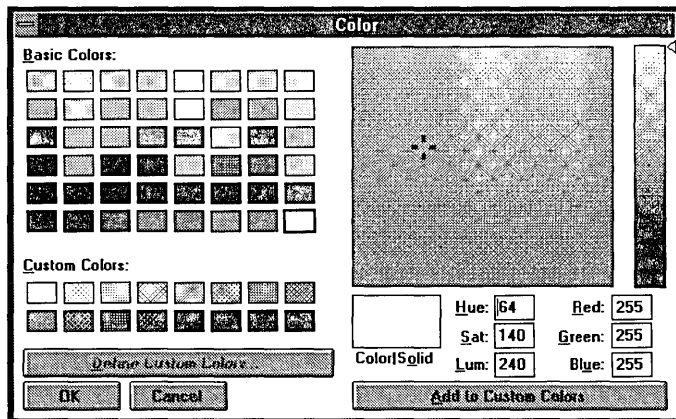 Color
Basic Colors:
Custom Colors:
Define Custom Colors...
OK
Cancel
Color|Solid
Hue: 64
Sat: 140
Lum: 240
Red: 255
Green: 255
Blue: 255
Add to Custom Colors